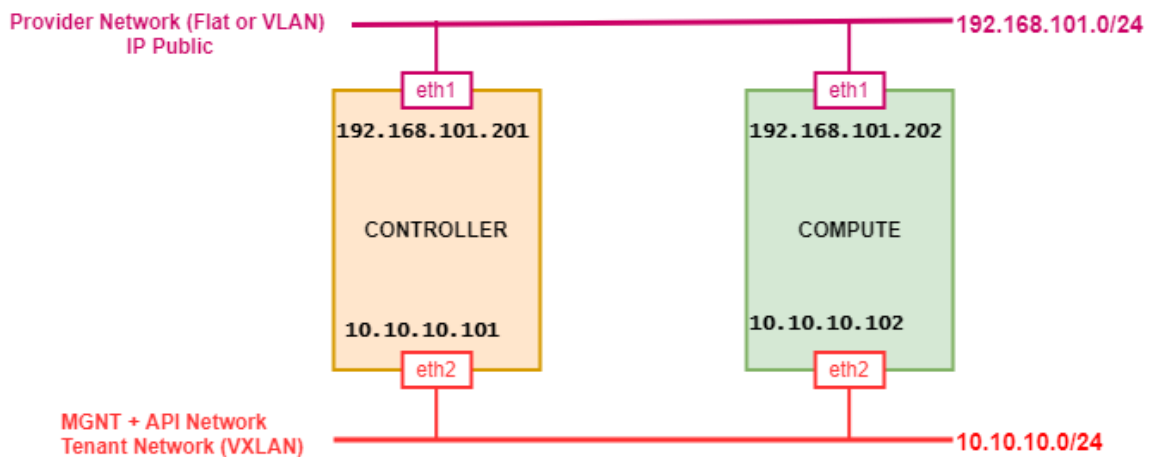 Provider Network (Flat or VLAN)
IP Public
192.168.101.0/24
eth1
eth1
192.168.101.201
192.168.101.202
CONTROLLER
COMPUTE
10.10.10.101
10.10.10.102
eth2
eth2
MGNT + API Network
Tenant Network (VXLAN)
10.10.10.0/24